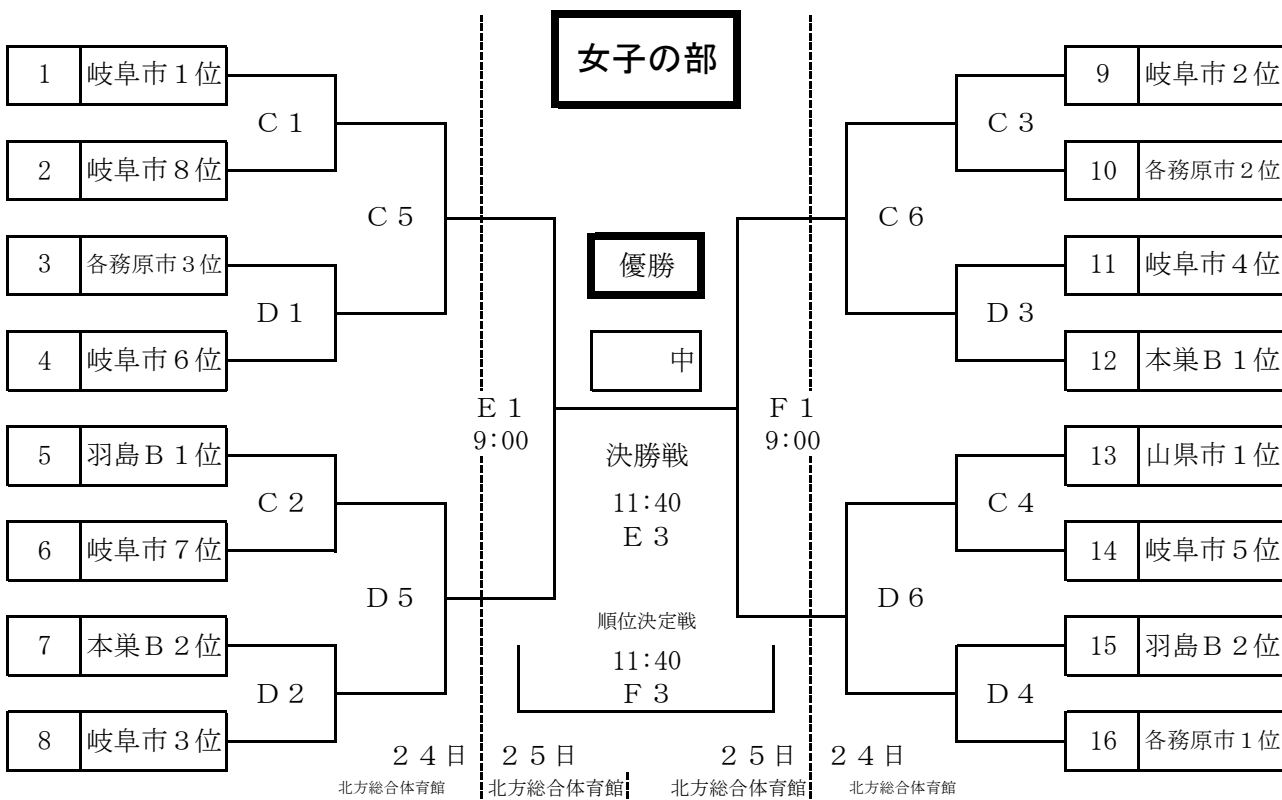 女子の部
1 岐阜市１位
C１
2 岐阜市８位
C５
3 各務原市３位
D１
4 岐阜市６位
E１
9:00
5 羽島B１位
C２
6 岐阜市７位
D５
7 本巣B２位
D２
8 岐阜市３位
優勝
中
決勝戦
11:40
E３
順位決定戦
11:40
F３
9 岐阜市２位
C３
10 各務原市２位
C６
11 岐阜市４位
D３
12 本巣B１位
F１
9:00
13 山県市１位
C４
14 岐阜市５位
D６
15 羽島B２位
D４
16 各務原市１位
２４日 ２５日 ２５日 ２４日
北方総合体育館 北方総合体育館 北方総合体育館 北方総合体育館